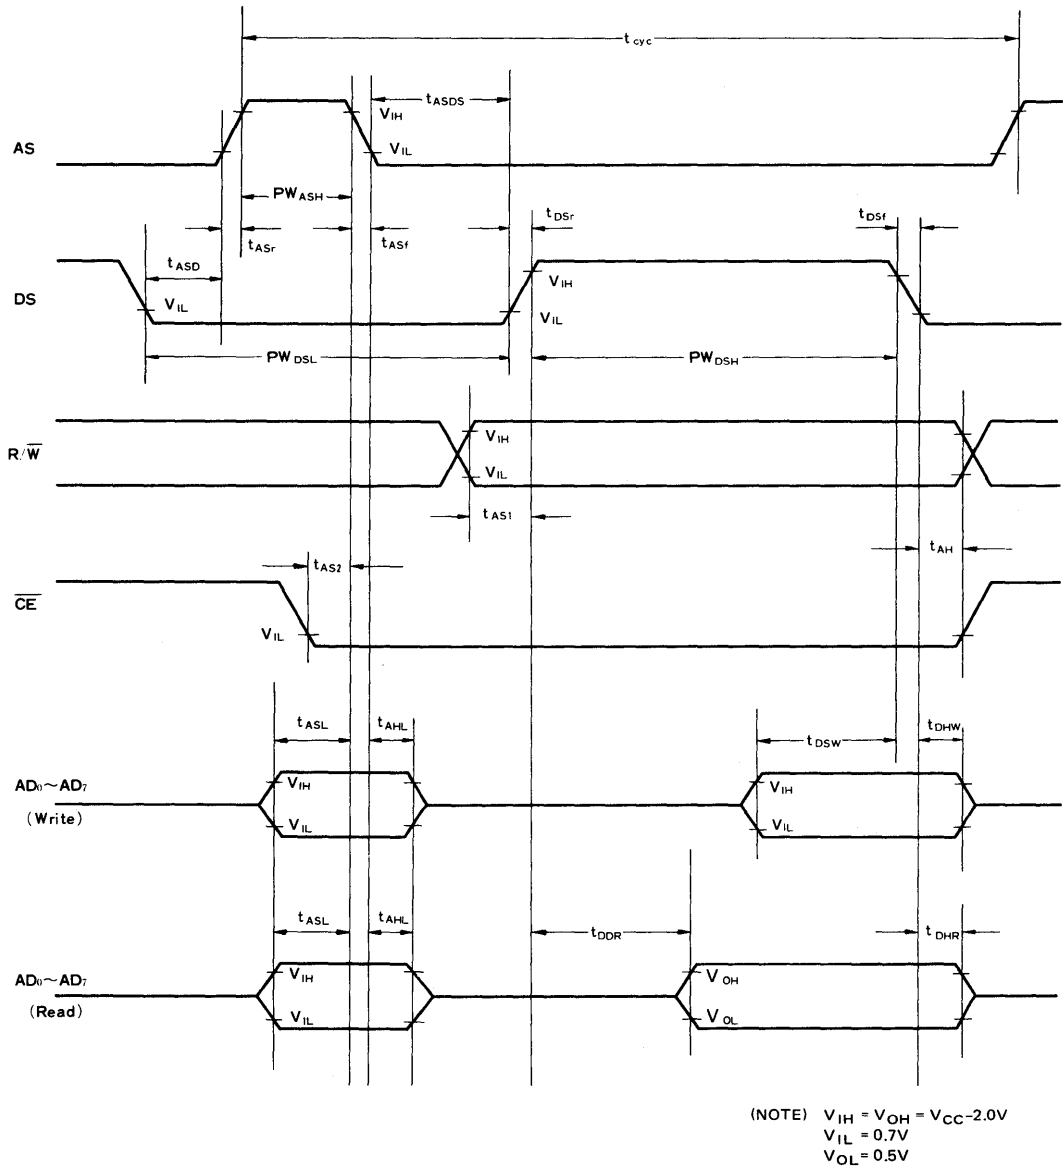 tcyc
tASDS
VIH
AS
VIL
PWASH
tDSr
tDSf
tASr
tASf
tASD
VIH
DS
VIL
VIL
PWDSL
PWDSH
VIH
R/W̅
VIL
tAS1
tAH
tAS2
C̅E̅
VIL
tASL
tAHL
tDSW
tDHW
AD0~AD7
VIH
VIH
(Write)
VIL
VIL
tASL
tAHL
tDDR
tDHR
AD0~AD7
VIH
VOH
(Read)
VIL
VOL
(NOTE) VIH = VOH = VCC-2.0V
VIL = 0.7V
VOL = 0.5V